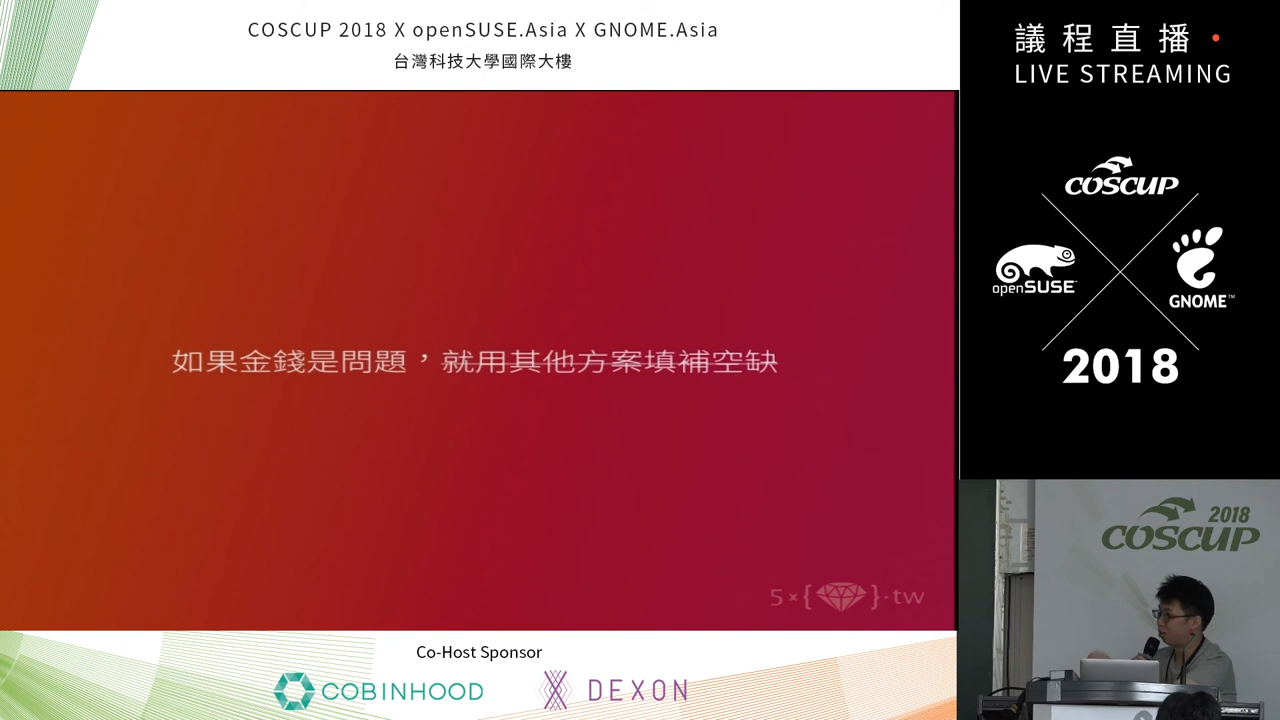 COSCUP 2018 X openSUSE.Asia X GNOME.Asia
台灣科技大學國際大樓
議程直播
LIVE STREAMING
COSCUP
openSUSE
GNOME™
2018
如果金錢是問題，就用其他方案填補空缺
5×{}.tw
2018
COSCUP
Co-Host Sponsor
COBINHOOD
DEXON